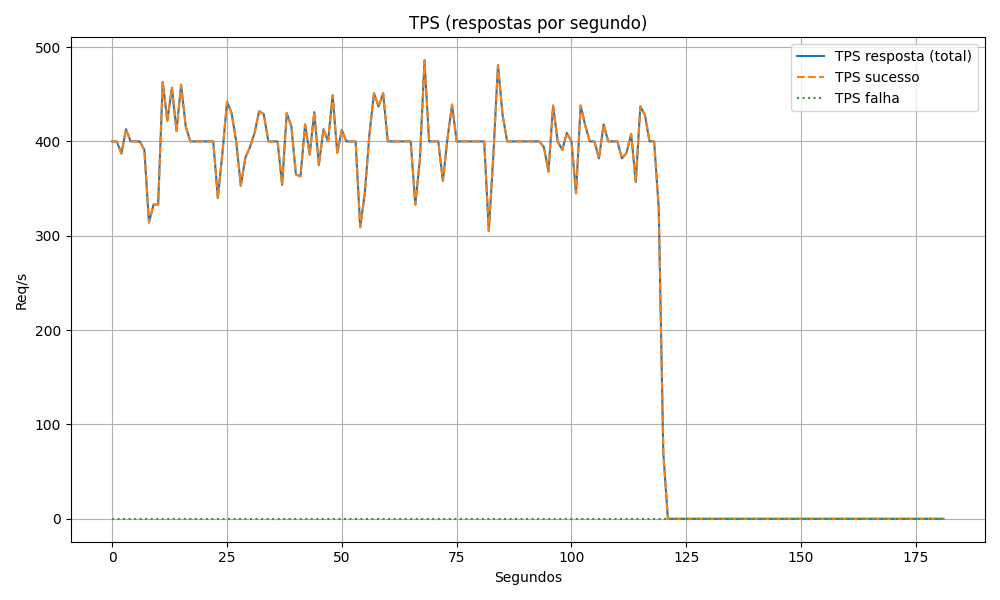 TPS (respostas por segundo)
TPS resposta (total)
TPS sucesso
TPS falha
500
400
300
200
100
0
Req/s
0 25 50 75 100 125 150 175
Segundos